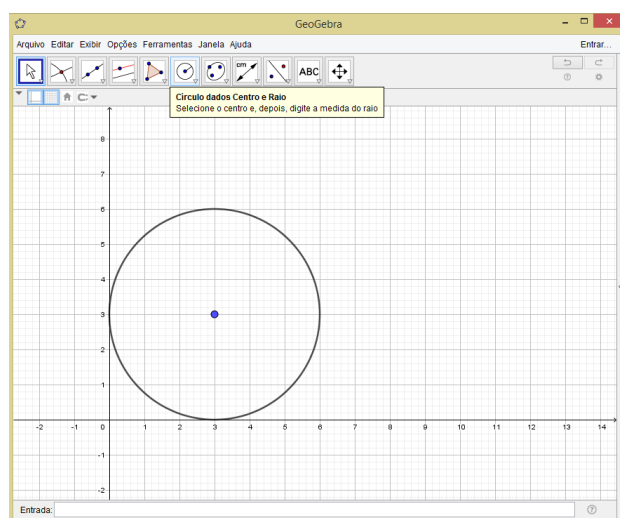 GeoGebra
Arquivo Editar Exibir Opções Ferramentas Janela Ajuda
Entrar...
cm
ABC
Círculo dados Centro e Raio
Selecione o centro e, depois, digite a medida do raio
8
7
6
5
4
3
2
1
-2 -1 0 1 2 3 4 5 6 7 8 9 10 11 12 13 14
-1
-2
Entrada: